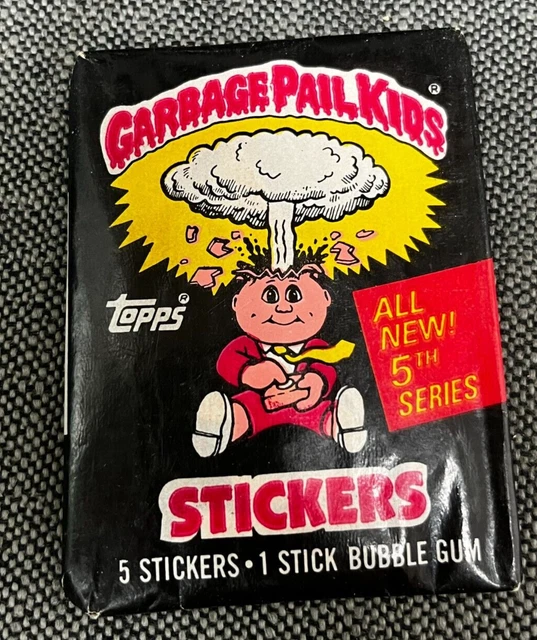 GARBAGE PAIL KIDS ®
TOPPS ®
ALL
NEW!
5TH
SERIES
STICKERS
5 STICKERS • 1 STICK BUBBLE GUM